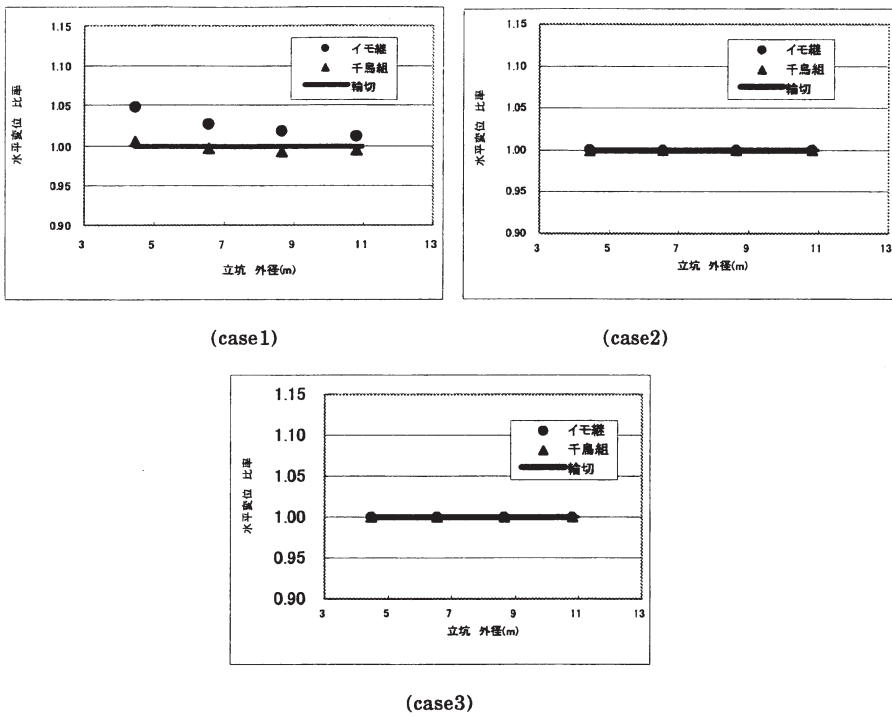 1.15
1.10
1.05
1.00
0.95
0.90
水平変位 比率
3 5 7 9 11 13
立坑 外径(m)
イモ継
千鳥組
輪切
(case1)
1.15
1.10
1.05
1.00
0.95
0.90
水平変位 比率
3 5 7 9 11 13
立坑 外径(m)
イモ継
千鳥組
輪切
(case2)
1.15
1.10
1.05
1.00
0.95
0.90
水平変位 比率
3 5 7 9 11 13
立坑 外径(m)
イモ継
千鳥組
輪切
(case3)